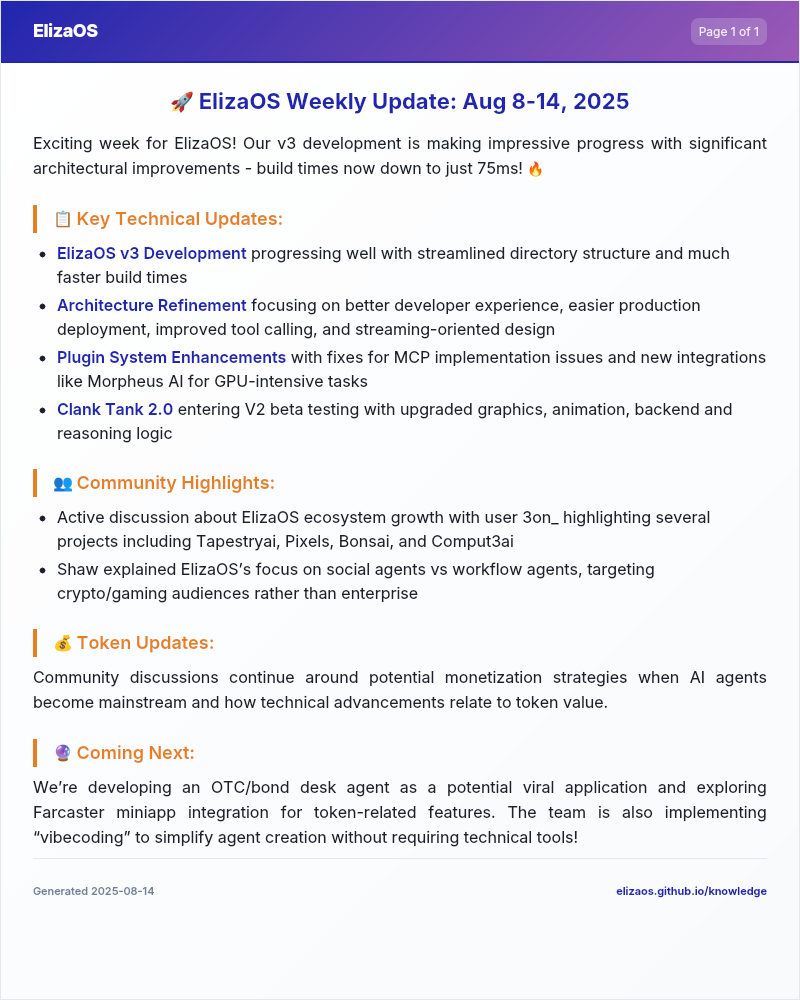 ElizaOS
Page 1 of 1
🚀 ElizaOS Weekly Update: Aug 8-14, 2025
Exciting week for ElizaOS! Our v3 development is making impressive progress with significant
architectural improvements - build times now down to just 75ms! 🔥
📋 Key Technical Updates:
• ElizaOS v3 Development progressing well with streamlined directory structure and much
faster build times
• Architecture Refinement focusing on better developer experience, easier production
deployment, improved tool calling, and streaming-oriented design
• Plugin System Enhancements with fixes for MCP implementation issues and new integrations
like Morpheus AI for GPU-intensive tasks
• Clank Tank 2.0 entering V2 beta testing with upgraded graphics, animation, backend and
reasoning logic
👥 Community Highlights:
• Active discussion about ElizaOS ecosystem growth with user 3on_ highlighting several
projects including Tapestryai, Pixels, Bonsai, and Comput3ai
• Shaw explained ElizaOS’s focus on social agents vs workflow agents, targeting
crypto/gaming audiences rather than enterprise
💰 Token Updates:
Community discussions continue around potential monetization strategies when AI agents
become mainstream and how technical advancements relate to token value.
🔮 Coming Next:
We’re developing an OTC/bond desk agent as a potential viral application and exploring
Farcaster miniapp integration for token-related features. The team is also implementing
“vibecoding” to simplify agent creation without requiring technical tools!
Generated 2025-08-14
elizaos.github.io/knowledge